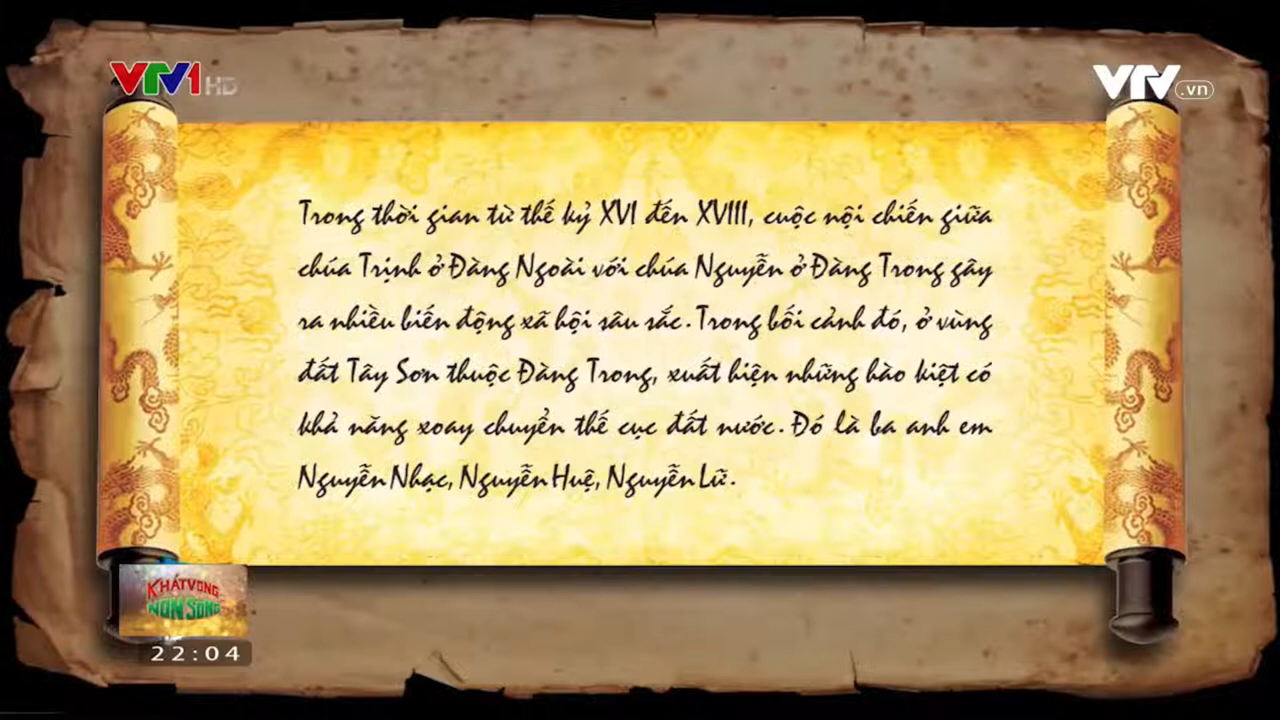 VTV1 HD
VTV.vn
Trong thời gian từ thế kỷ XVI đến XVIII, cuộc nội chiến giữa
chúa Trịnh ở Đàng Ngoài với chúa Nguyễn ở Đàng Trong gây
ra nhiều biến động xã hội sâu sắc. Trong bối cảnh đó, ở vùng
đất Tây Sơn thuộc Đàng Trong, xuất hiện những hào kiệt có
khả năng xoay chuyển thế cục đất nước. Đó là ba anh em
Nguyễn Nhạc, Nguyễn Huệ, Nguyễn Lữ.
KHÁT VỌNG
NON SÔNG
22:04